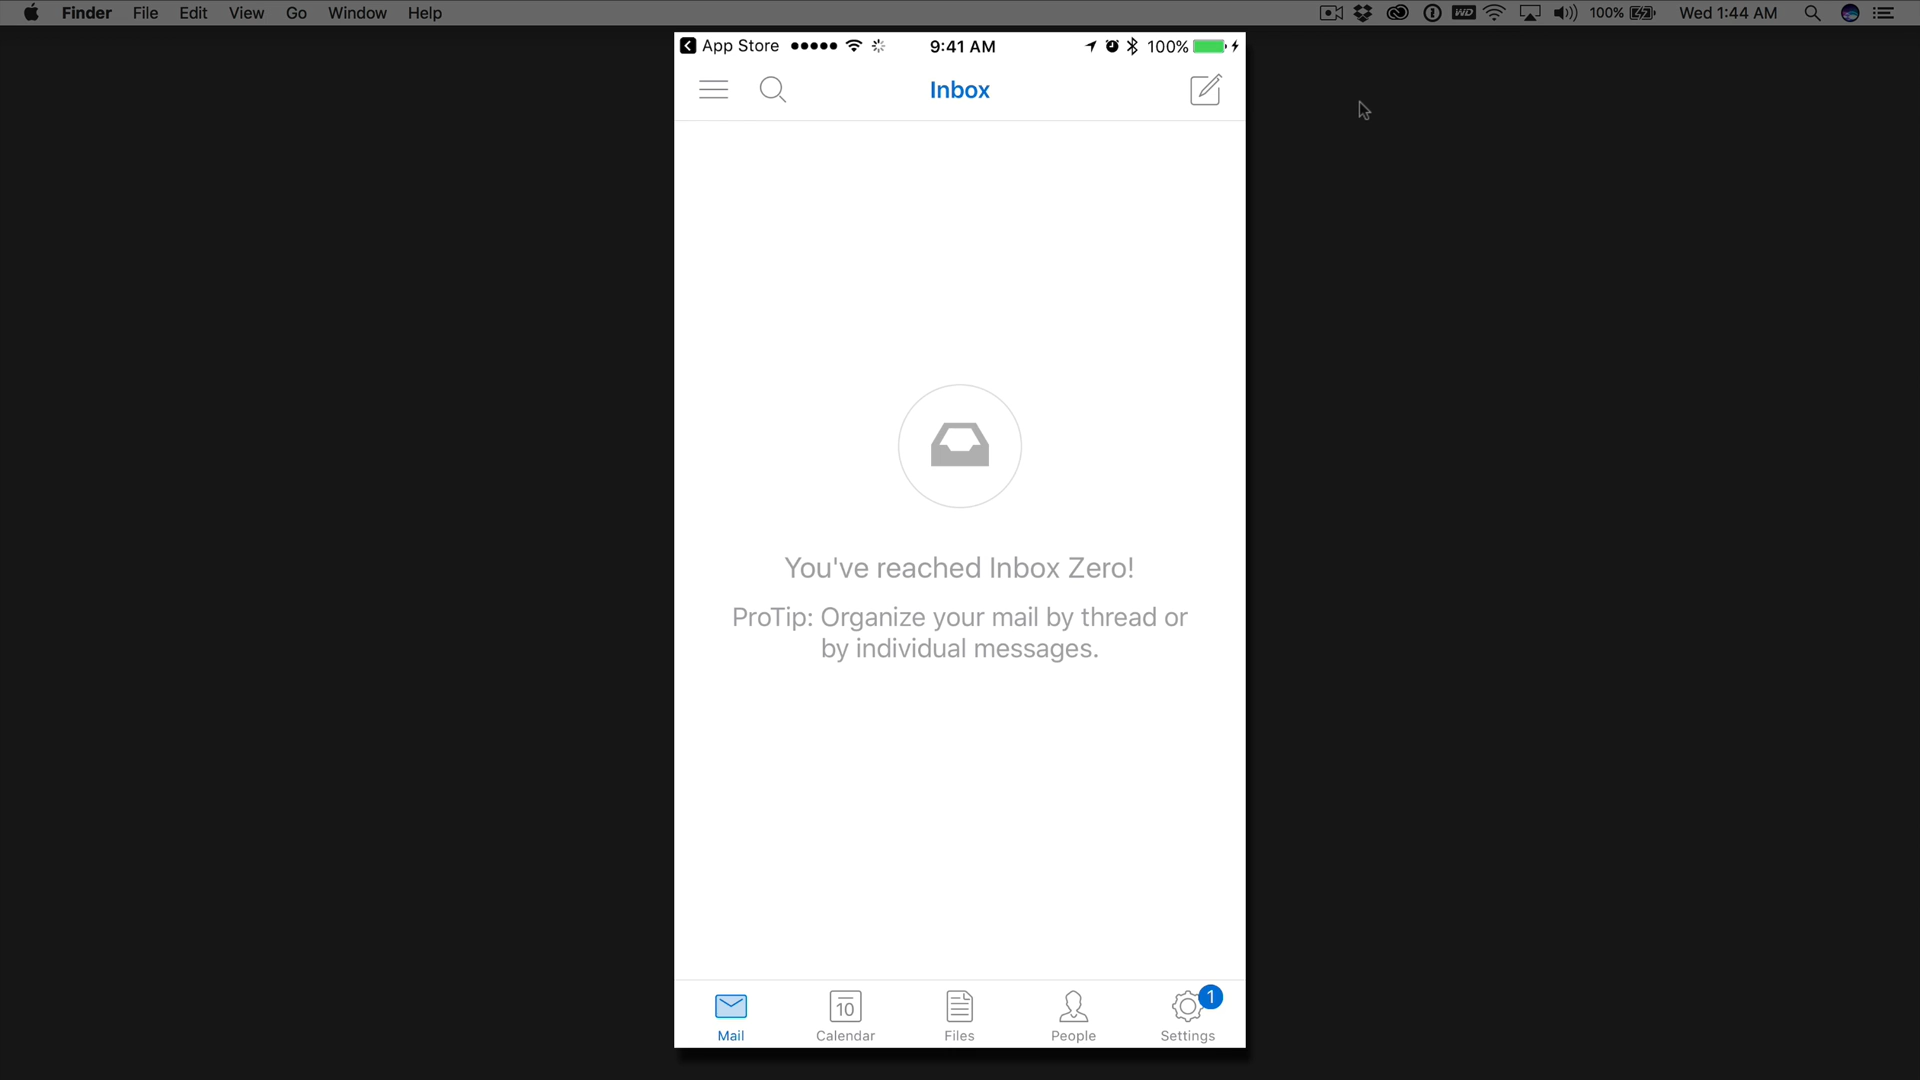 Finder File Edit View Go Window Help WD 100% Wed 1:44 AM
App Store 9:41 AM 100%
Inbox
You've reached Inbox Zero!
ProTip: Organize your mail by thread or
by individual messages.
10 1
Mail Calendar Files People Settings